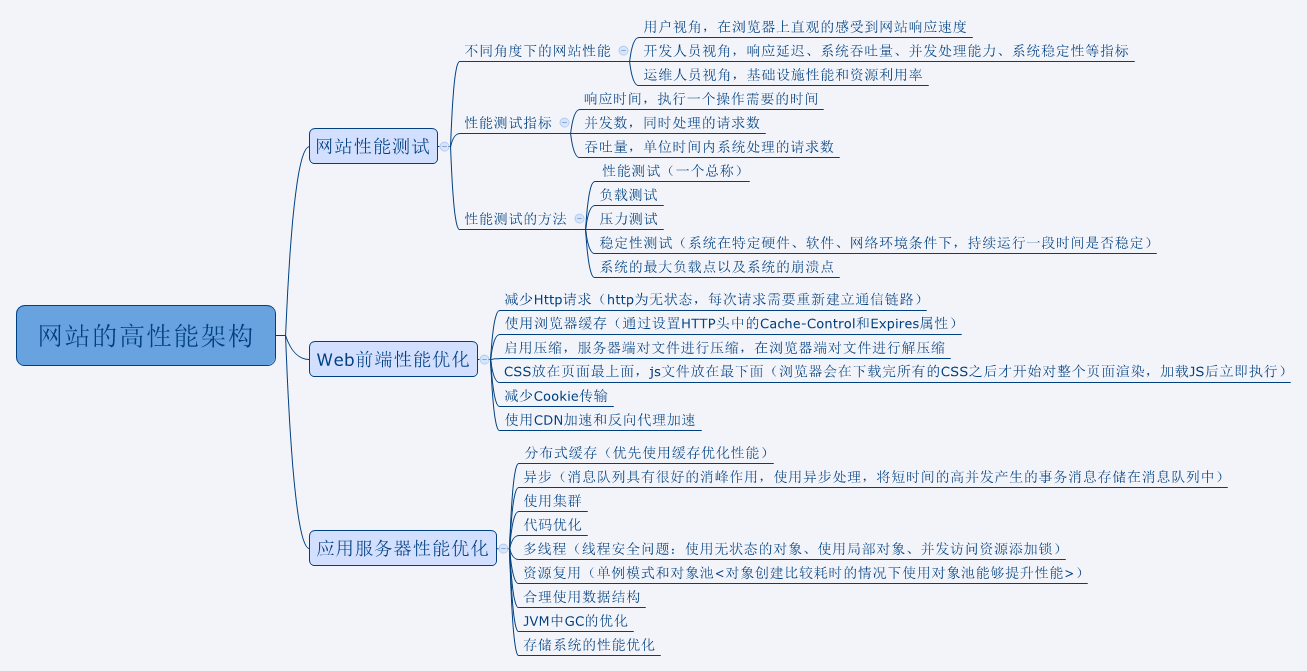 网站的高性能架构
网站性能测试
不同角度下的网站性能
用户视角，在浏览器上直观的感受到网站响应速度
开发人员视角，响应延迟、系统吞吐量、并发处理能力、系统稳定性等指标
运维人员视角，基础设施性能和资源利用率
性能测试指标
响应时间，执行一个操作需要的时间
并发数，同时处理的请求数
吞吐量，单位时间内系统处理的请求数
性能测试的方法
性能测试（一个总称）
负载测试
压力测试
稳定性测试（系统在特定硬件、软件、网络环境条件下，持续运行一段时间是否稳定）
系统的最大负载点以及系统的崩溃点
Web前端性能优化
减少Http请求（http为无状态，每次请求需要重新建立通信链路）
使用浏览器缓存（通过设置HTTP头中的Cache-Control和Expires属性）
启用压缩，服务器端对文件进行压缩，在浏览器端对文件进行解压缩
CSS放在页面最上面，js文件放在最下面（浏览器会在下载完所有的CSS之后才开始对整个页面渲染，加载JS后立即执行）
减少Cookie传输
使用CDN加速和反向代理加速
应用服务器性能优化
分布式缓存（优先使用缓存优化性能）
异步（消息队列具有很好的消峰作用，使用异步处理，将短时间的高并发产生的事务消息存储在消息队列中）
使用集群
代码优化
多线程（线程安全问题：使用无状态的对象、使用局部对象、并发访问资源添加锁）
资源复用（单例模式和对象池<对象创建比较耗时的情况下使用对象池能够提升性能>）
合理使用数据结构
JVM中GC的优化
存储系统的性能优化